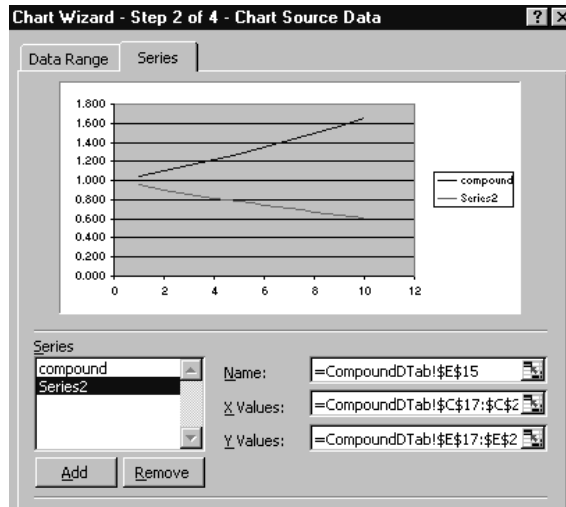 Chart Wizard - Step 2 of 4 - Chart Source Data ? X
Data Range Series
1.800
1.600
1.400
1.200
1.000
0.800
0.600
0.400
0.200
0.000
0 2 4 6 8 10 12
compound
Series2
Series
compound
Series2
Name: =CompoundDTab!$E$15
X Values: =CompoundDTab!$C$17:$C$2
Y Values: =CompoundDTab!$E$17:$E$2
Add Remove